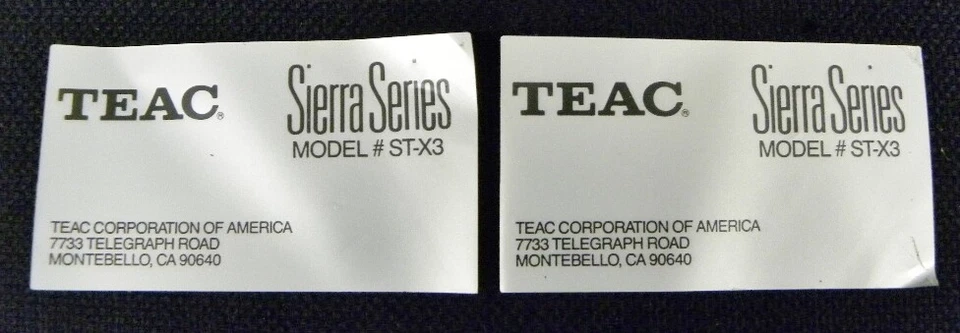 TEAC®
Sierra Series
MODEL # ST-X3
TEAC CORPORATION OF AMERICA
7733 TELEGRAPH ROAD
MONTEBELLO, CA 90640
TEAC®
Sierra Series
MODEL # ST-X3
TEAC CORPORATION OF AMERICA
7733 TELEGRAPH ROAD
MONTEBELLO, CA 90640